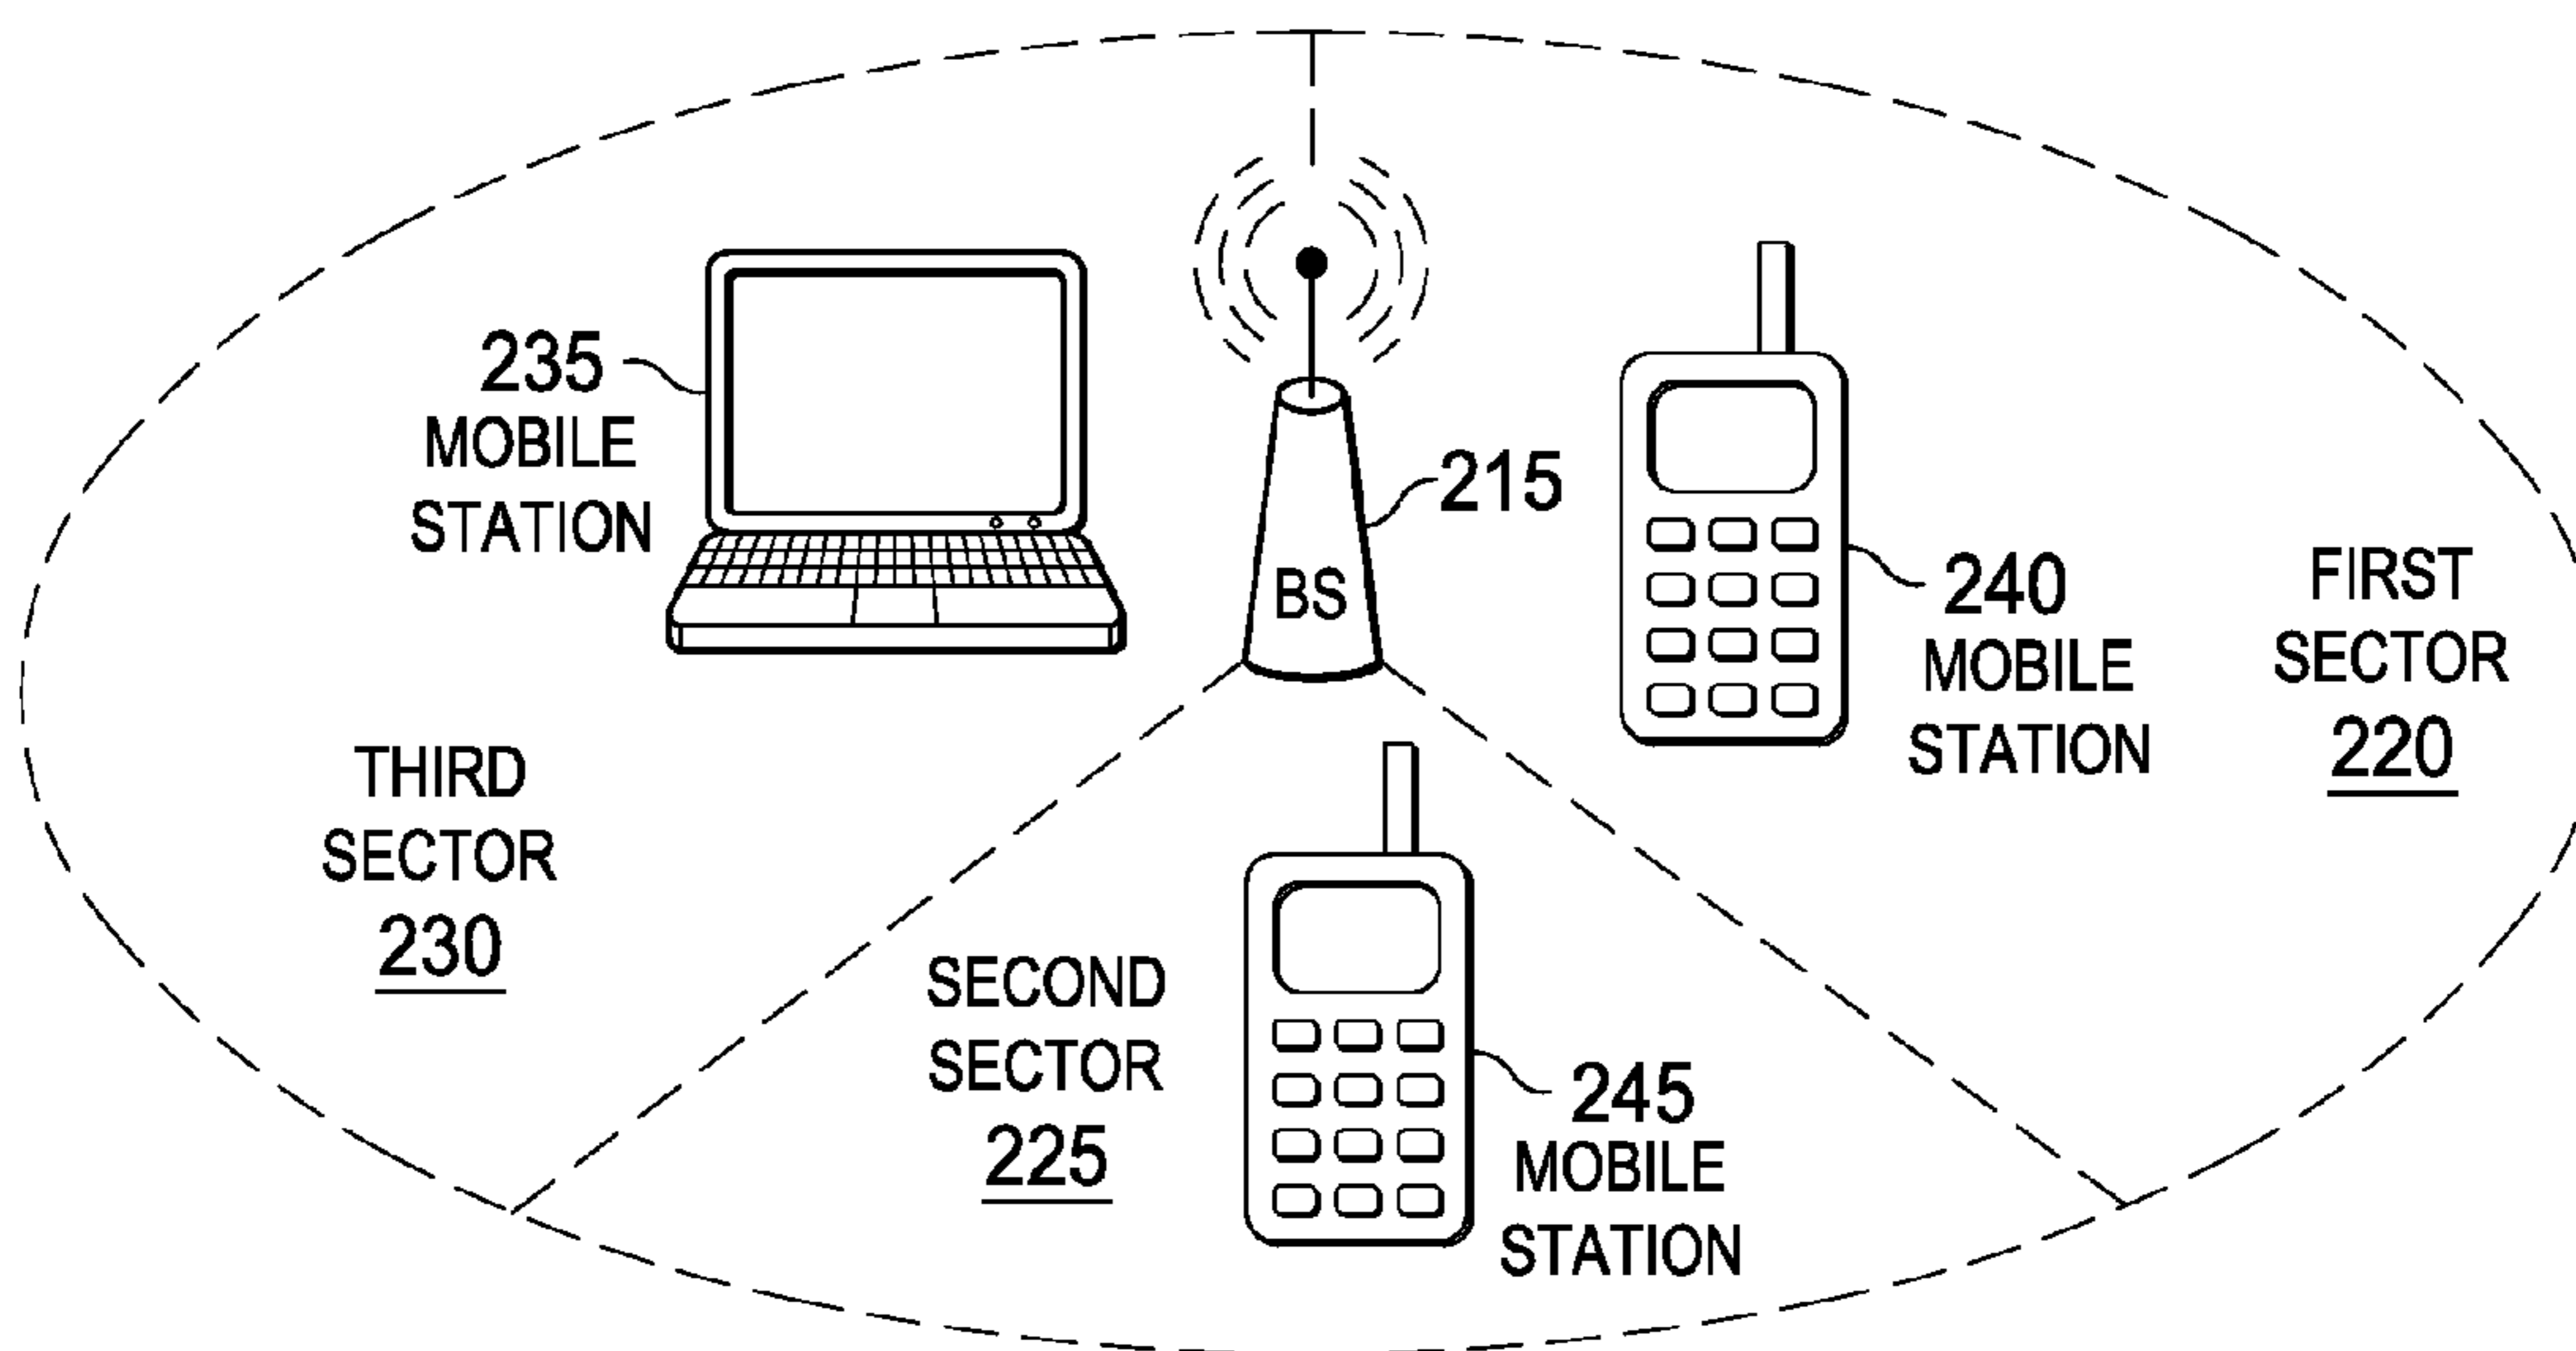 235
MOBILE
STATION
215
BS
240
MOBILE
STATION
FIRST
SECTOR
220
THIRD
SECTOR
230
SECOND
SECTOR
225
245
MOBILE
STATION